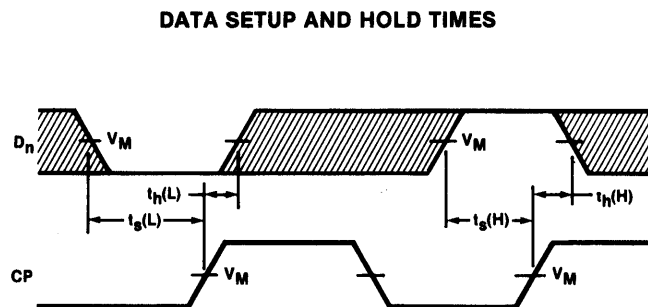 DATA SETUP AND HOLD TIMES
Dn
VM
VM
th(L)
th(H)
ts(L)
ts(H)
CP
VM
VM